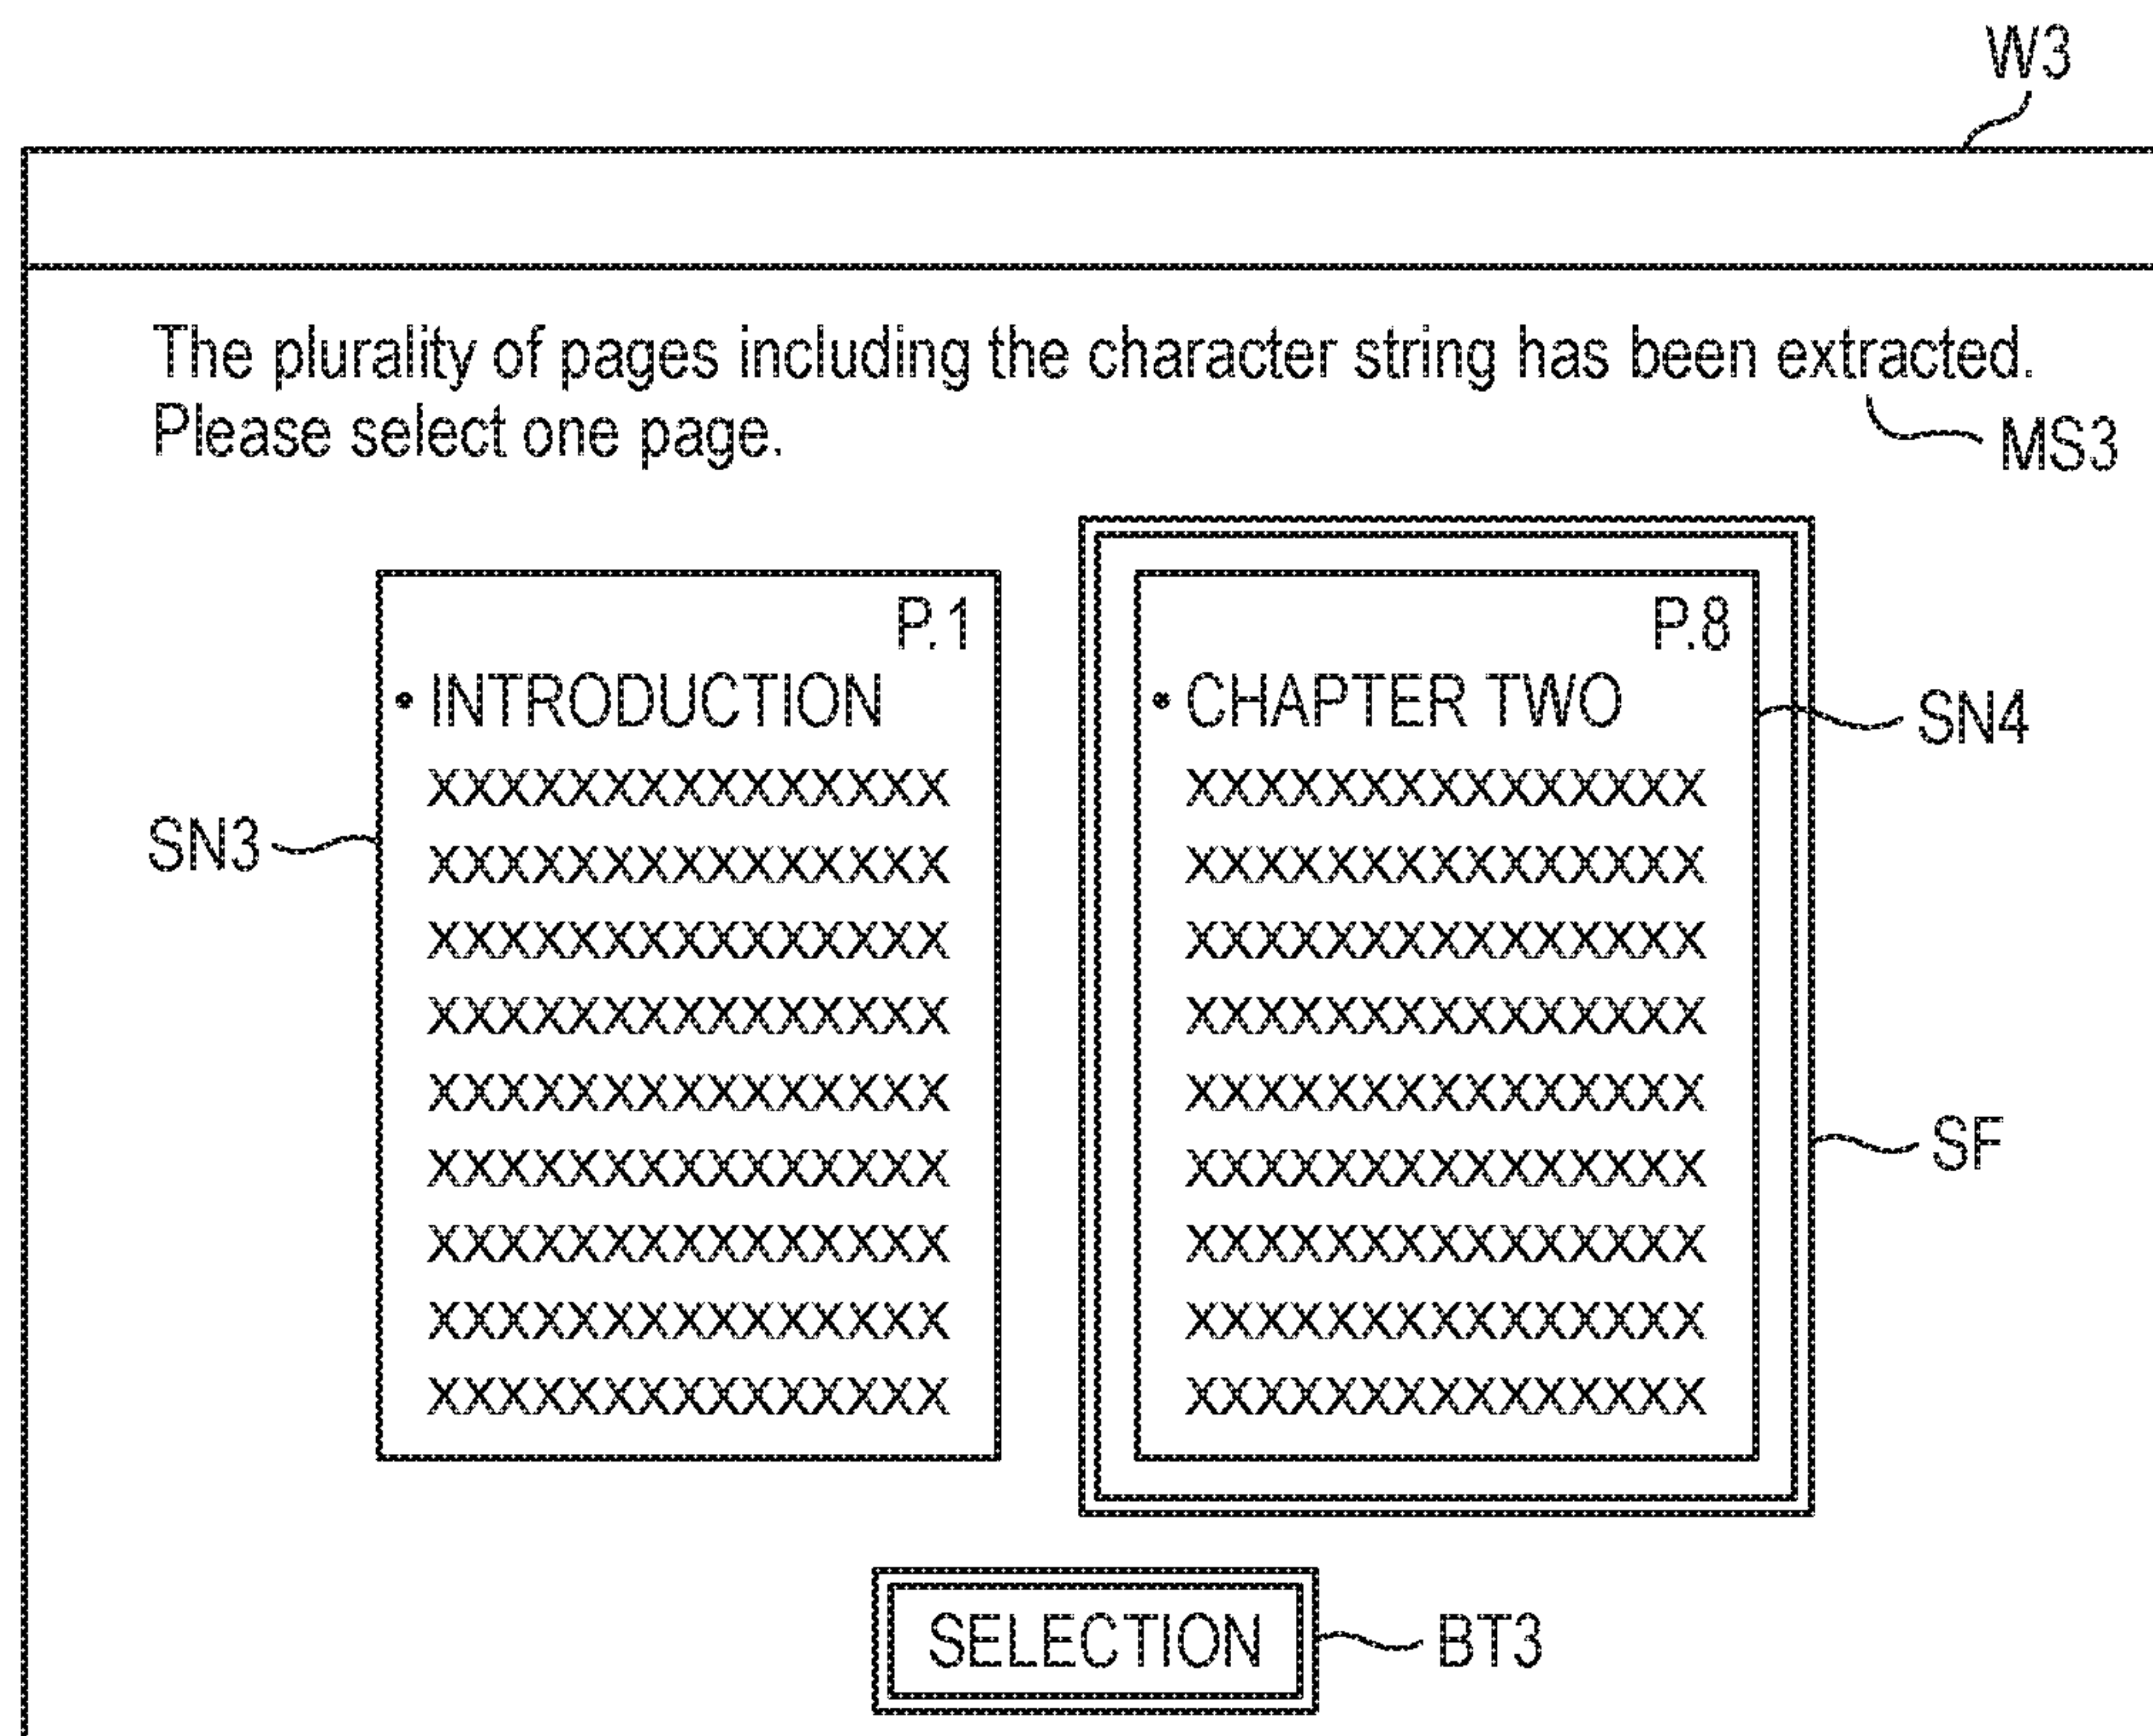 W3
The plurality of pages including the character string has been extracted.
Please select one page.
MS3
P.1
• INTRODUCTION
XXXXXXXXXXXXXXX
XXXXXXXXXXXXXXX
XXXXXXXXXXXXXXX
XXXXXXXXXXXXXXX
XXXXXXXXXXXXXXX
XXXXXXXXXXXXXXX
XXXXXXXXXXXXXXX
XXXXXXXXXXXXXXX
XXXXXXXXXXXXXXX
SN3
P.8
• CHAPTER TWO
XXXXXXXXXXXXXXX
XXXXXXXXXXXXXXX
XXXXXXXXXXXXXXX
XXXXXXXXXXXXXXX
XXXXXXXXXXXXXXX
XXXXXXXXXXXXXXX
XXXXXXXXXXXXXXX
XXXXXXXXXXXXXXX
XXXXXXXXXXXXXXX
SN4
SF
SELECTION
BT3